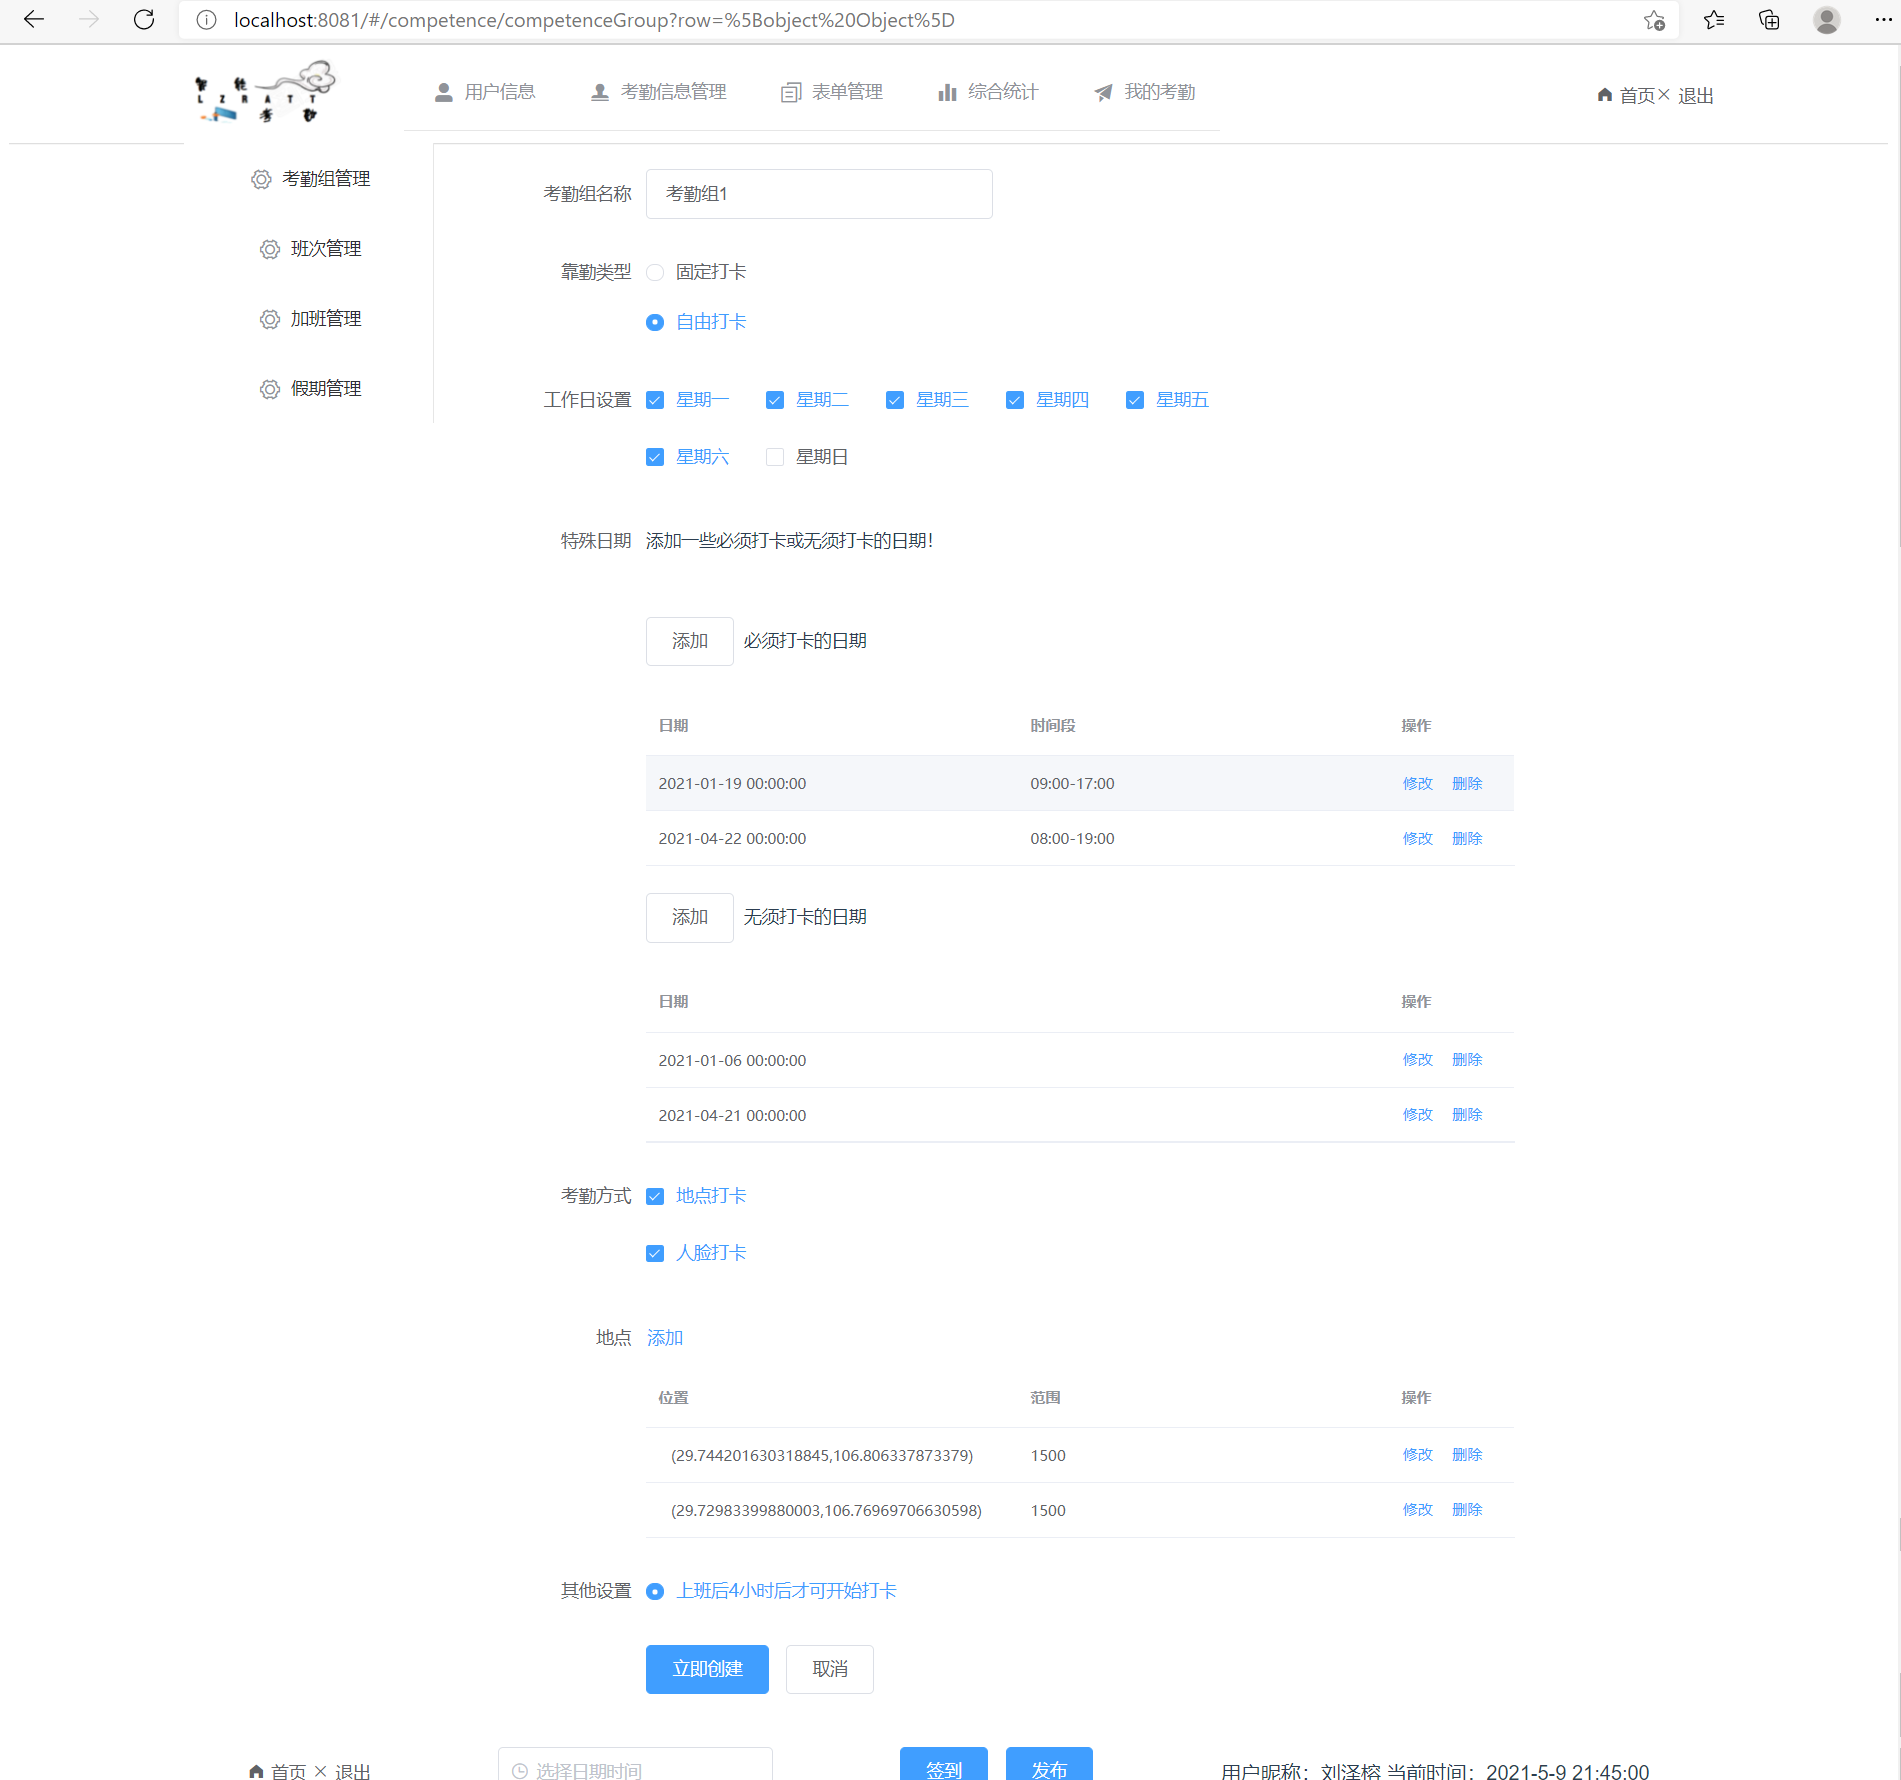 localhost:8081/#/competence/competenceGroup?row=%5Bobject%20Object%5D
L Z R A T T
用户信息 考勤信息管理 表单管理 综合统计 我的考勤 首页× 退出
考勤组管理
班次管理
加班管理
假期管理
考勤组名称 考勤组1
靠勤类型 固定打卡
自由打卡
工作日设置 星期一 星期二 星期三 星期四 星期五
星期六 星期日
特殊日期 添加一些必须打卡或无须打卡的日期!
添加 必须打卡的日期
日期 时间段 操作
2021-01-19 00:00:00 09:00-17:00 修改 删除
2021-04-22 00:00:00 08:00-19:00 修改 删除
添加 无须打卡的日期
日期 操作
2021-01-06 00:00:00 修改 删除
2021-04-21 00:00:00 修改 删除
考勤方式 地点打卡
人脸打卡
地点 添加
位置 范围 操作
(29.744201630318845,106.806337873379) 1500 修改 删除
(29.72983399880003,106.76969706630598) 1500 修改 删除
其他设置 上班后4小时后才可开始打卡
立即创建 取消
首页 × 退出 选择日期时间 签到 发布 用户昵称：刘泽榕 当前时间：2021-5-9 21:45:00